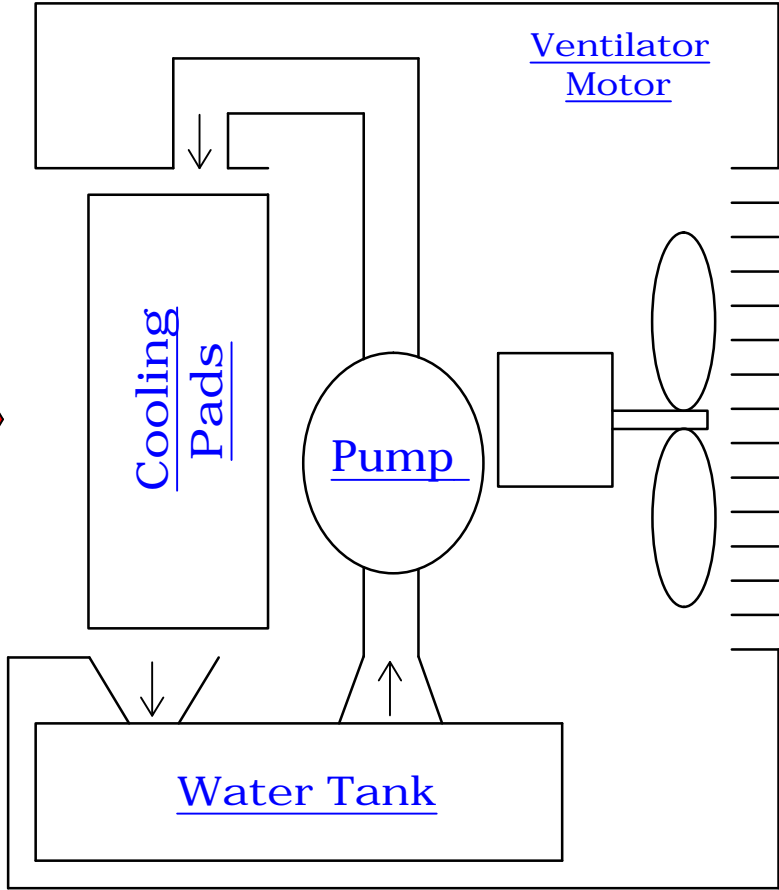 Ventilator
Motor
Cooling
Pads
Pump
Water Tank